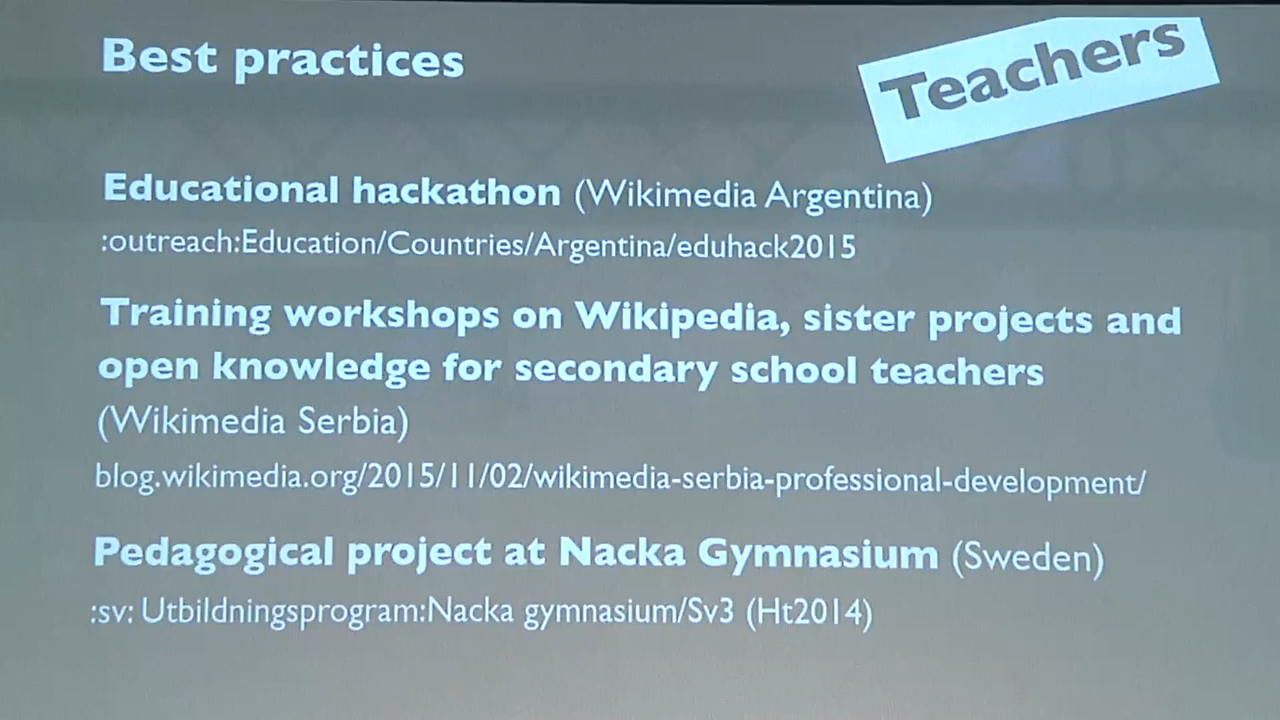 Best practices
Teachers
Educational hackathon (Wikimedia Argentina)
:outreach:Education/Countries/Argentina/eduhack2015
Training workshops on Wikipedia, sister projects and
open knowledge for secondary school teachers
(Wikimedia Serbia)
blog.wikimedia.org/2015/11/02/wikimedia-serbia-professional-development/
Pedagogical project at Nacka Gymnasium (Sweden)
:sv: Utbildningsprogram:Nacka gymnasium/Sv3 (Ht2014)